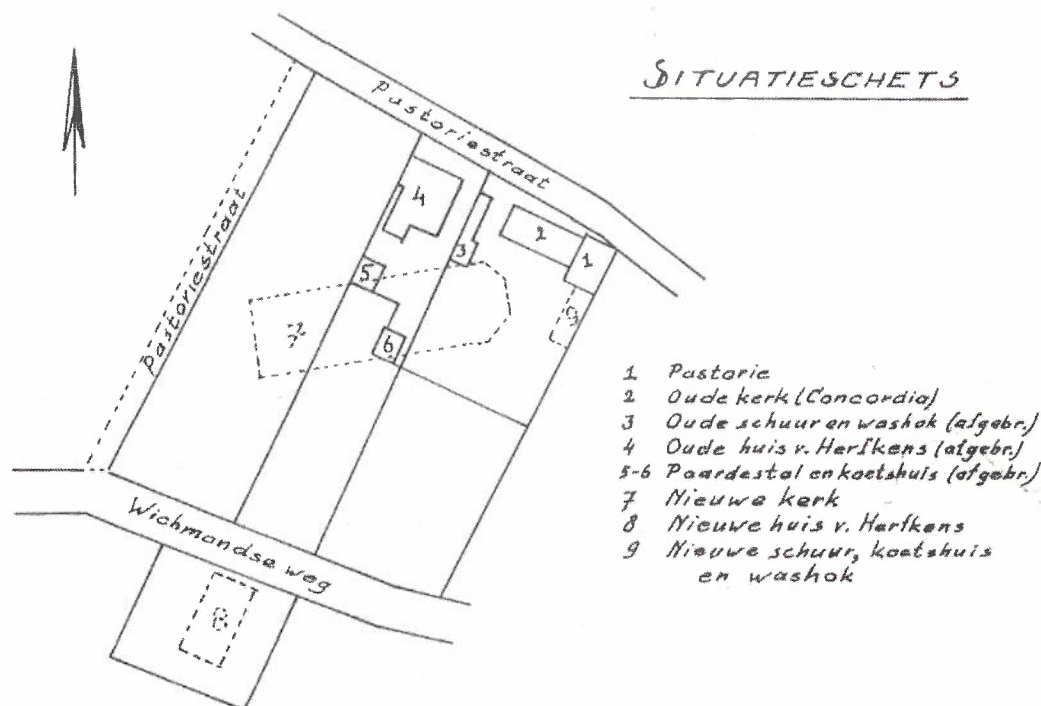 SITUATIESCHETS
Pastoriestraat
Pastoriestraat
4
3
2
1
5
9
7
6
Wichmondse weg
8
1 Pastorie
2 Oude kerk (Concordia)
3 Oude schuur en washok (afgebr.)
4 Oude huis v. Herfkens (afgebr.)
5-6 Paardestal en koetshuis (afgebr.)
7 Nieuwe kerk
8 Nieuwe huis v. Herfkens
9 Nieuwe schuur, koetshuis
en washok